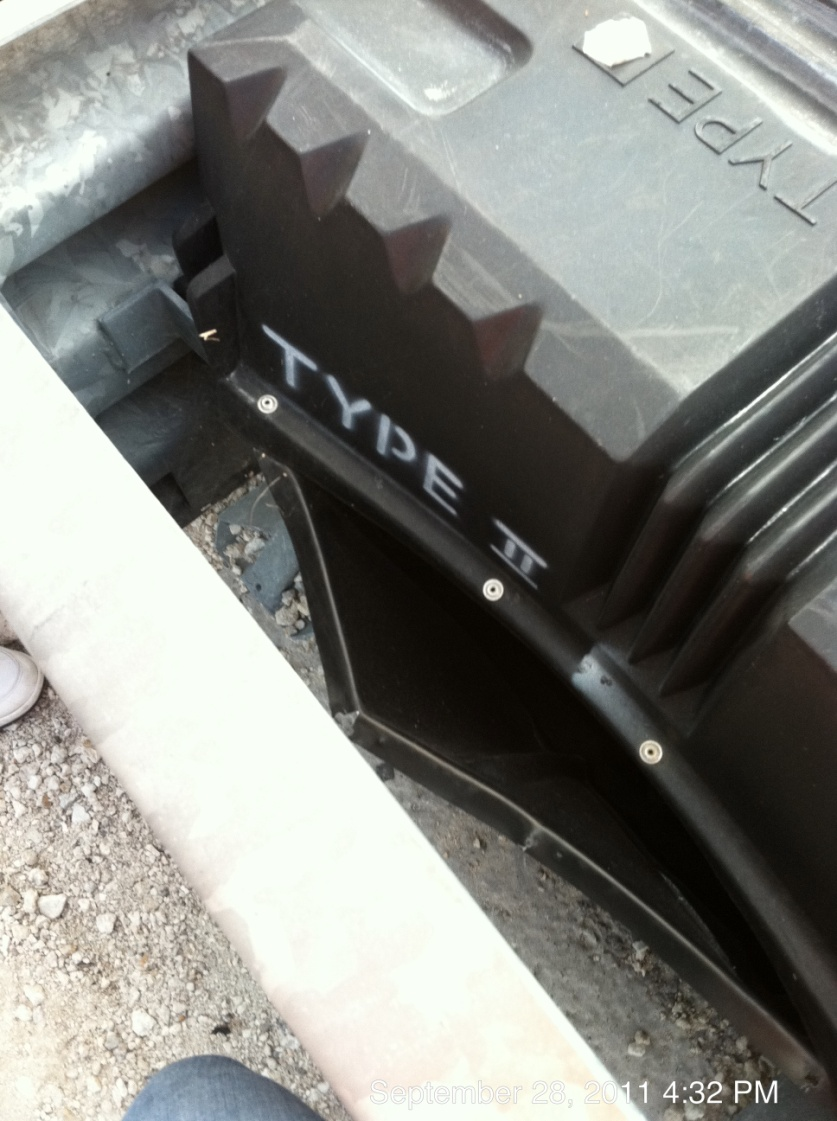 TYPE
TYPE II
September 28, 2011 4:32 PM